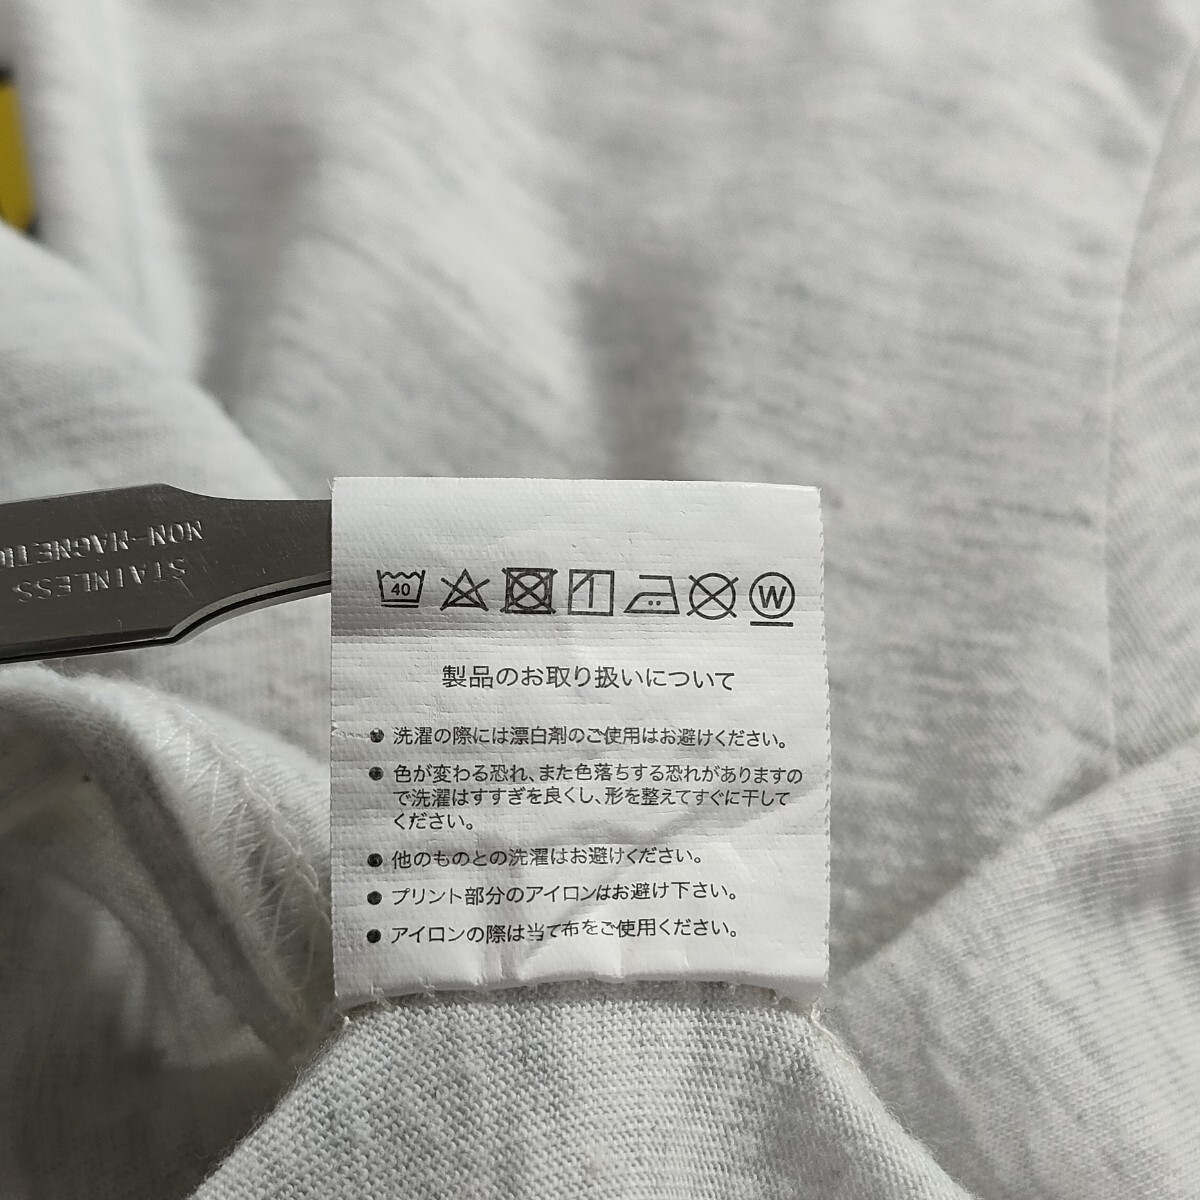 NON-MAGNETIC
STAINLESS
40
W
製品のお取り扱いについて
● 洗濯の際には漂白剤のご使用はお避けください。
● 色が変わる恐れ、また色落ちする恐れがありますの
で洗濯はすすぎを良くし、形を整えてすぐに干して
ください。
● 他のものとの洗濯はお避けください。
● プリント部分のアイロンはお避け下さい。
● アイロンの際は当て布をご使用ください。